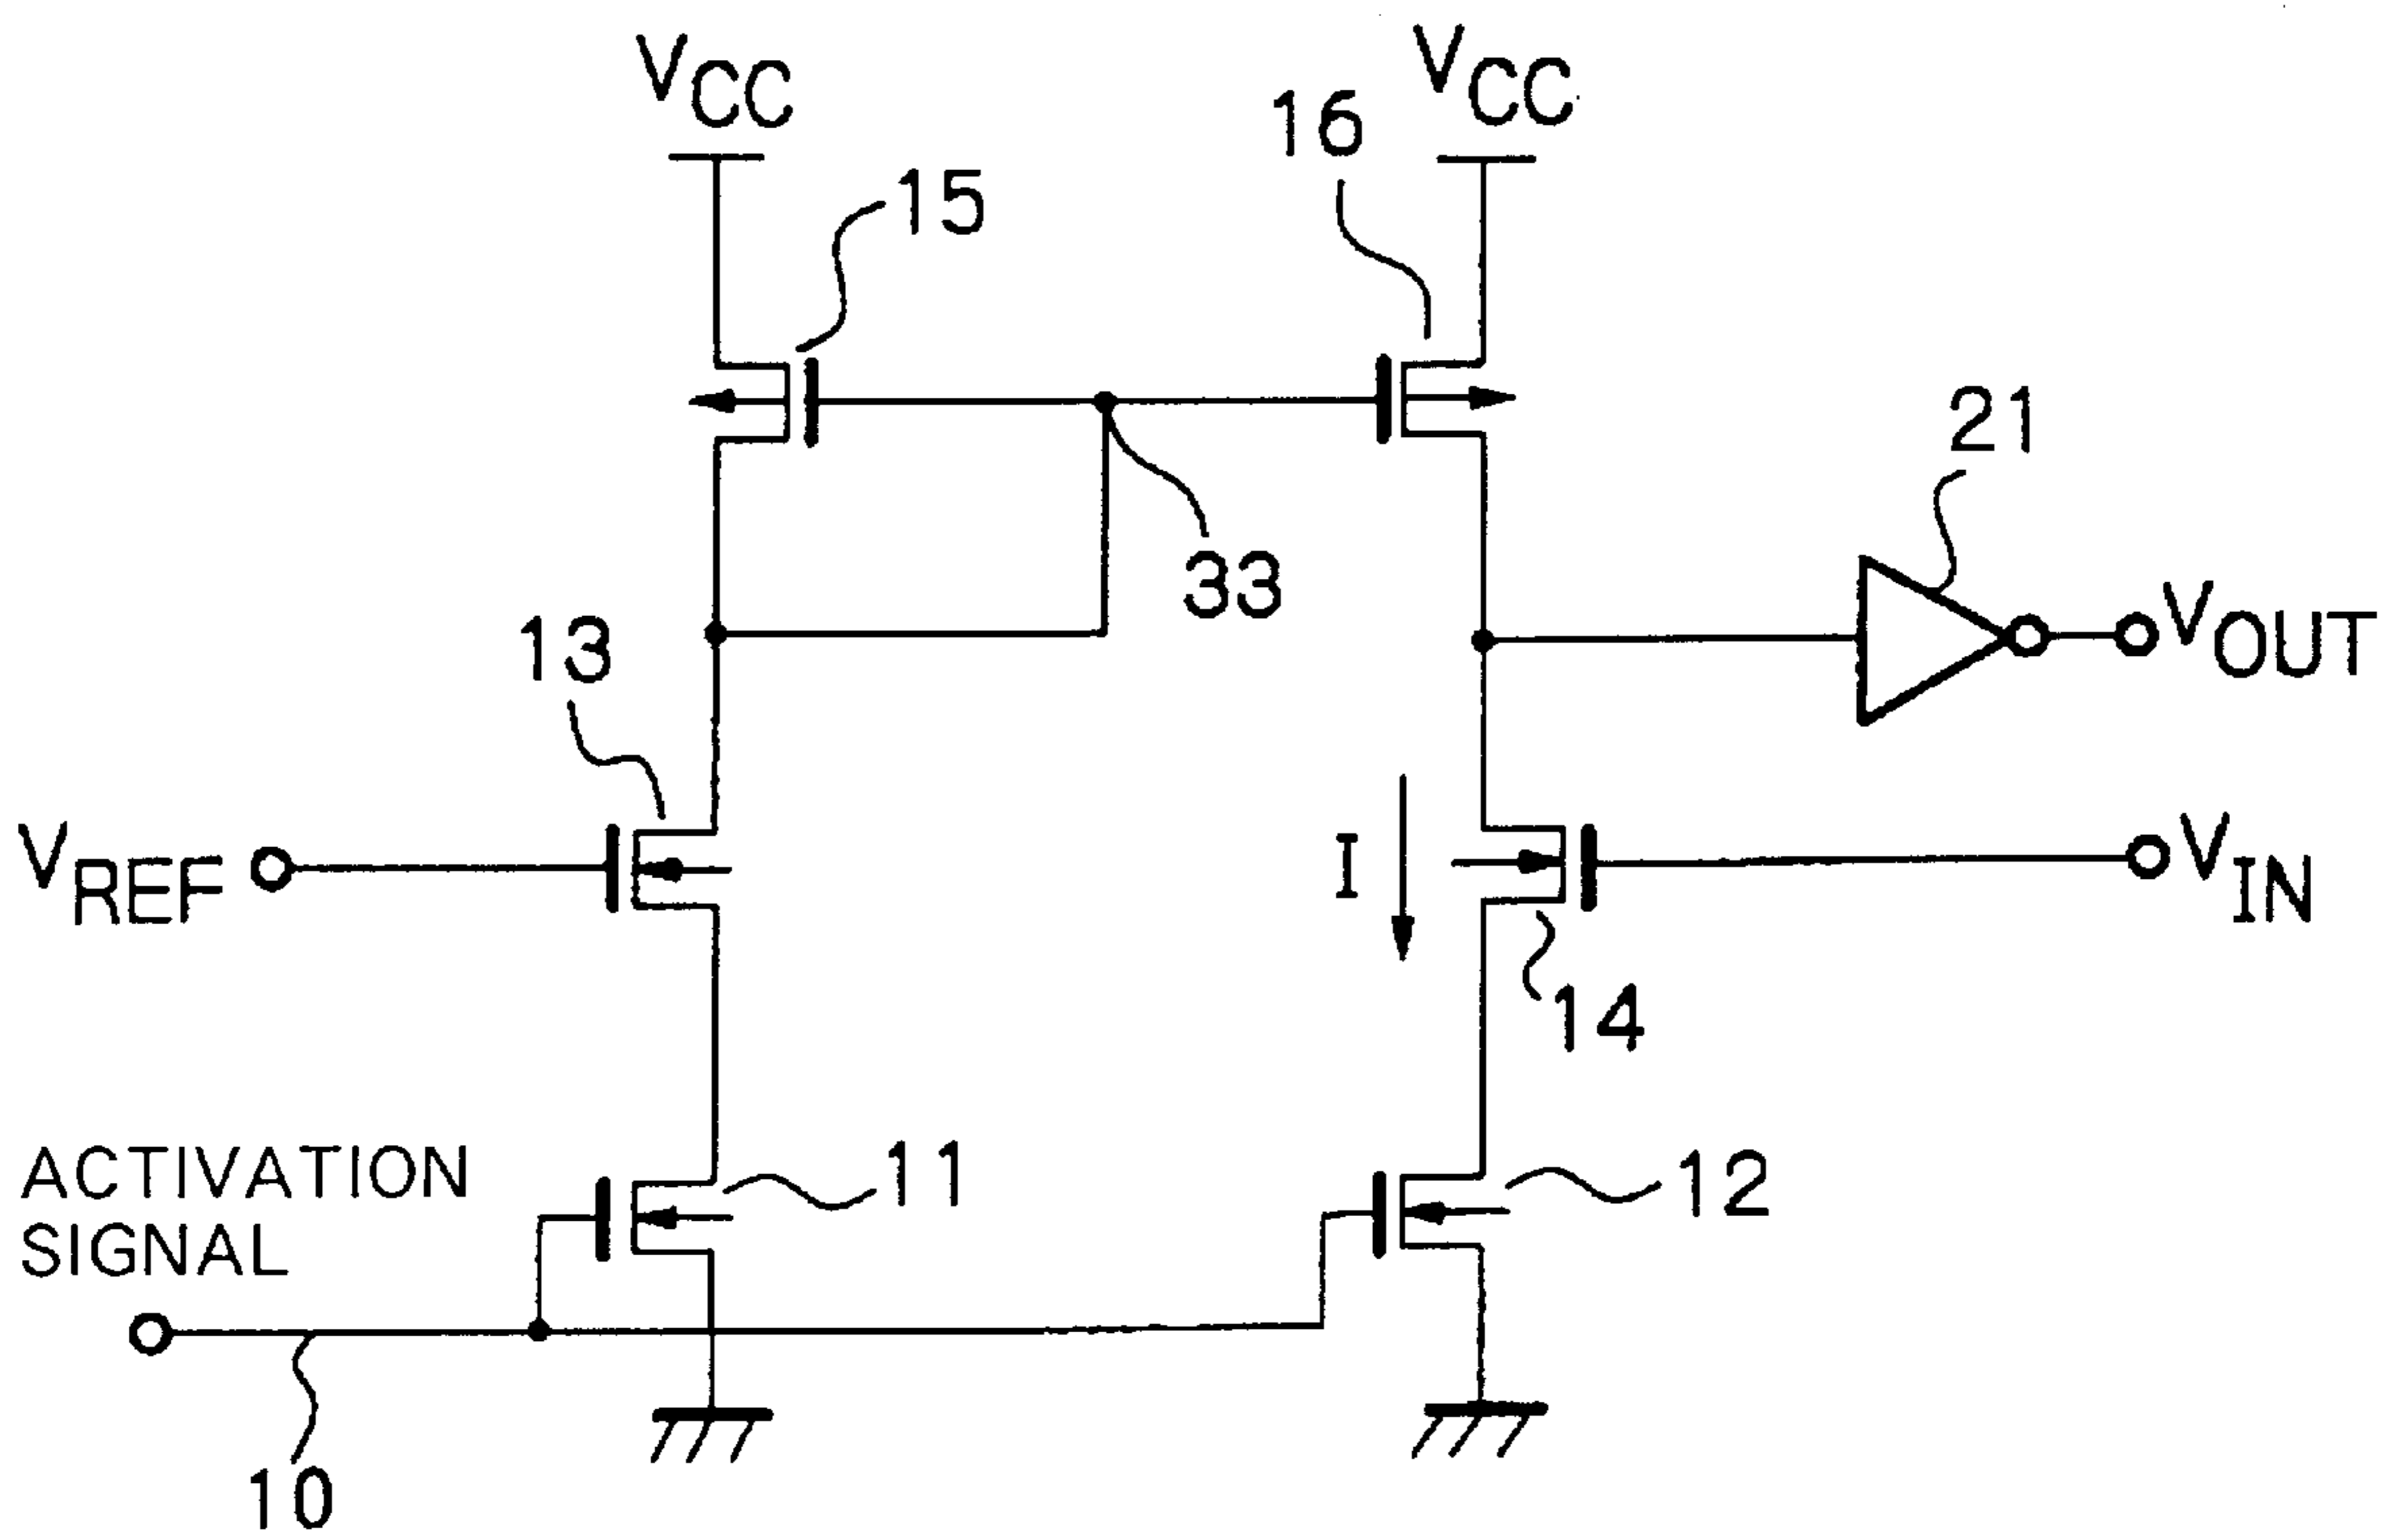 VCC
VCC
16
15
21
33
13
VOUT
VREF
I
VIN
14
ACTIVATION
SIGNAL
11
12
10